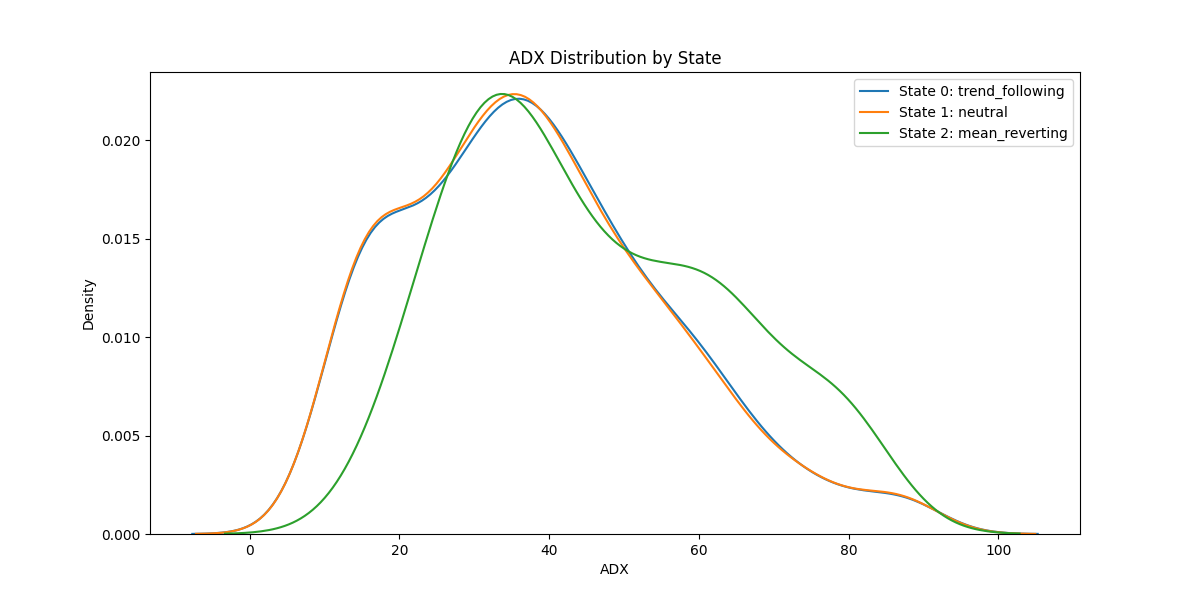 ADX Distribution by State
State 0: trend_following
State 1: neutral
State 2: mean_reverting
Density
0.020
0.015
0.010
0.005
0.000
0 20 40 60 80 100
ADX